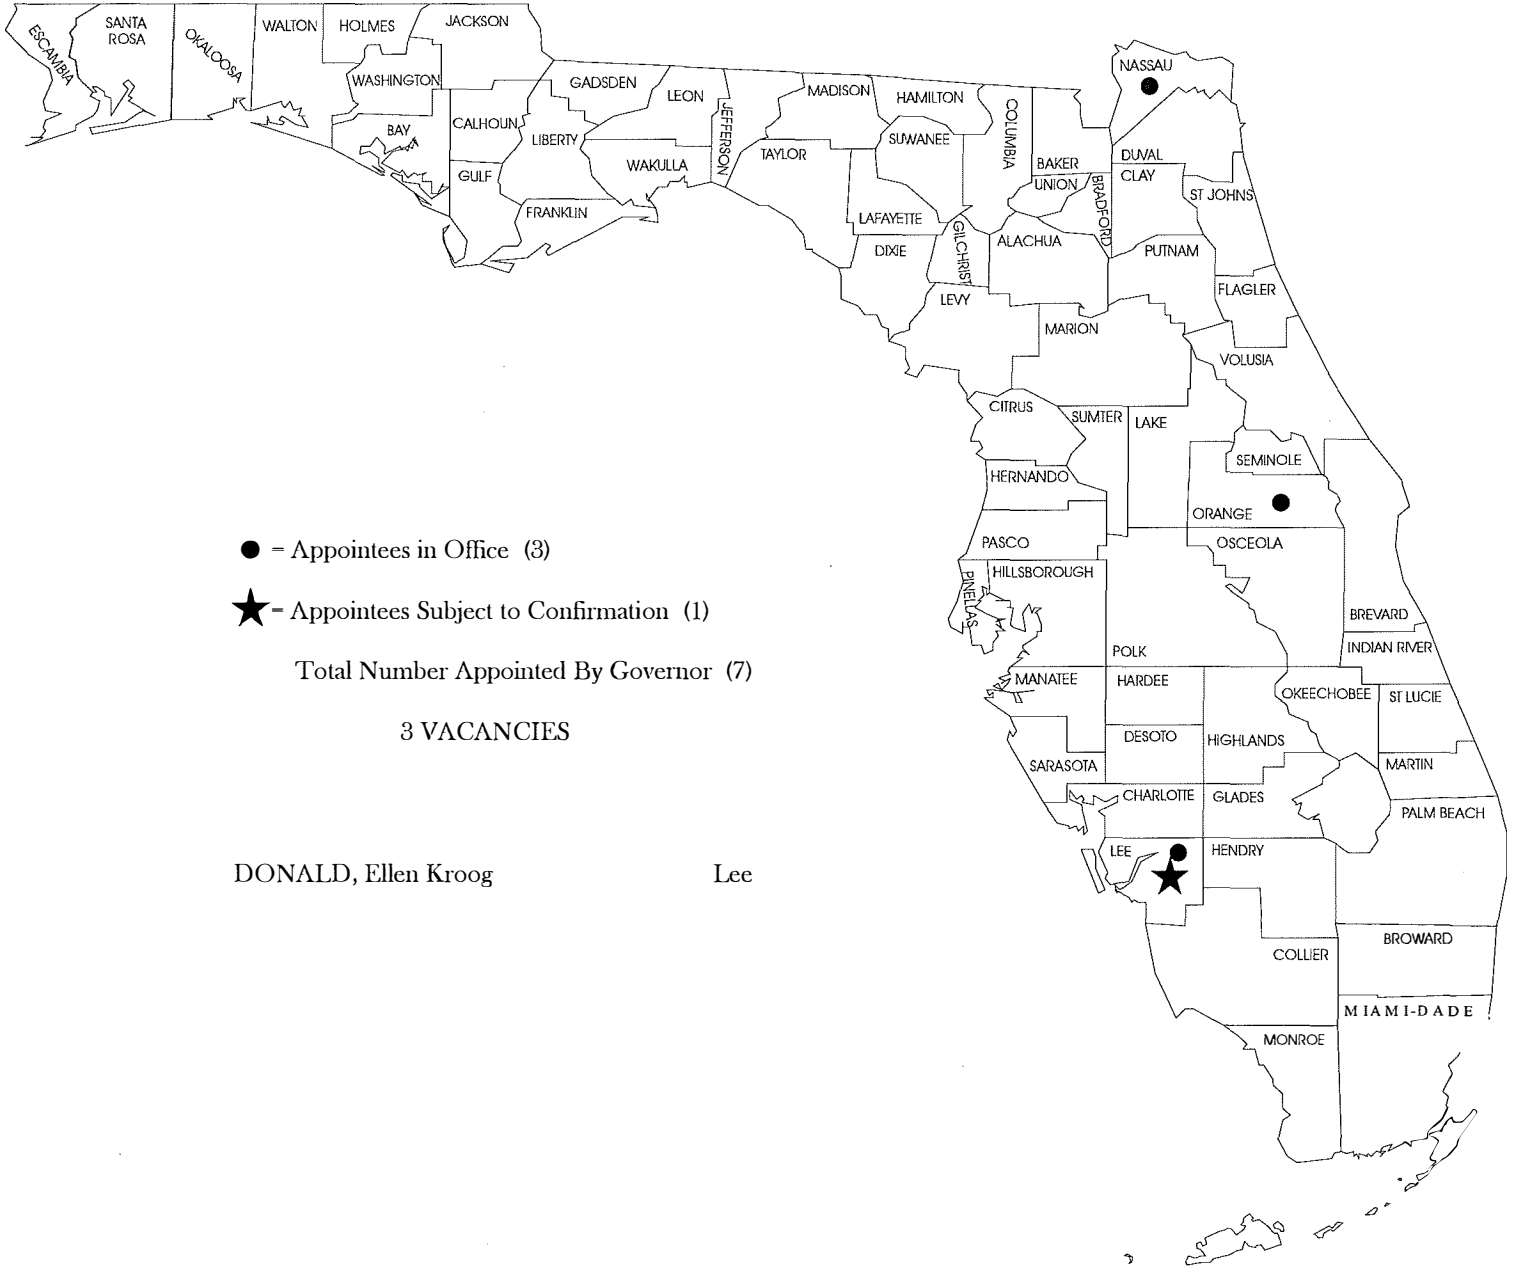 ESCAMBIA
SANTA
ROSA
OKALOOSA
WALTON
HOLMES
JACKSON
WASHINGTON
BAY
CALHOUN
GULF
GADSDEN
LIBERTY
FRANKLIN
LEON
WAKULLA
JEFFERSON
MADISON
TAYLOR
HAMILTON
SUWANEE
LAFAYETTE
DIXIE
COLUMBIA
GILCHRIST
BAKER
UNION
BRADFORD
NASSAU
DUVAL
CLAY
ST JOHNS
ALACHUA
PUTNAM
FLAGLER
LEVY
MARION
VOLUSIA
CITRUS
SUMTER
LAKE
SEMINOLE
HERNANDO
ORANGE
PASCO
OSCEOLA
PINELLAS
HILLSBOROUGH
BREVARD
POLK
INDIAN RIVER
MANATEE
HARDEE
OKEECHOBEE
ST LUCIE
DESOTO
HIGHLANDS
SARASOTA
MARTIN
CHARLOTTE
GLADES
PALM BEACH
LEE
HENDRY
BROWARD
COLLIER
MIAMI-DADE
MONROE
= Appointees in Office (3)
= Appointees Subject to Confirmation (1)
Total Number Appointed By Governor (7)
3 VACANCIES
DONALD, Ellen Kroog Lee